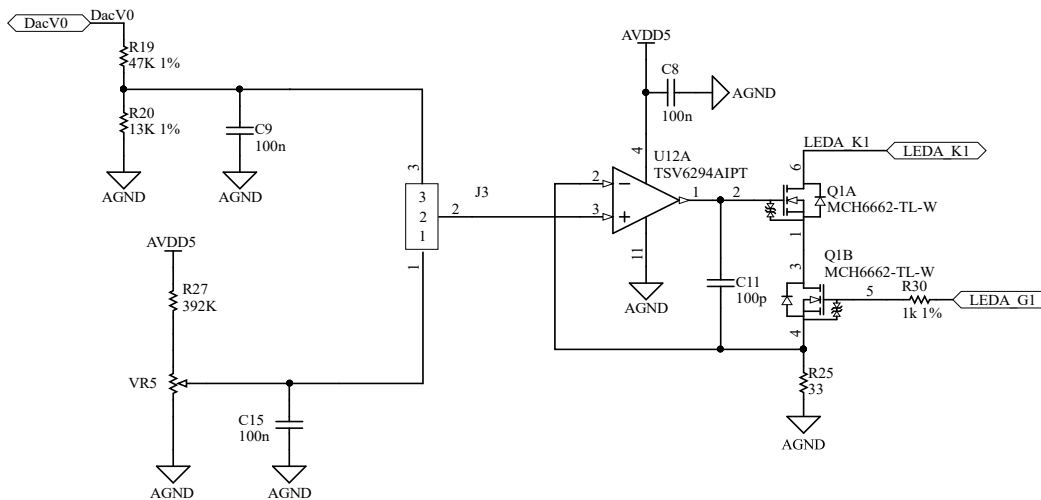 DacV0
DacV0
R19
47K 1%
R20
13K 1%
AGND
C9
100n
AGND
3
3
2
1
J3
2
1
AVDD5
R27
392K
VR5
AGND
C15
100n
AGND
AVDD5
C8
100n
AGND
4
U12A
TSV6294AIPT
2
3
1
11
AGND
2
C11
100p
LEDA_K1
LEDA_K1
6
Q1A
MCH6662-TL-W
1
3
Q1B
MCH6662-TL-W
5
R30
1k 1%
LEDA_G1
4
R25
33
AGND